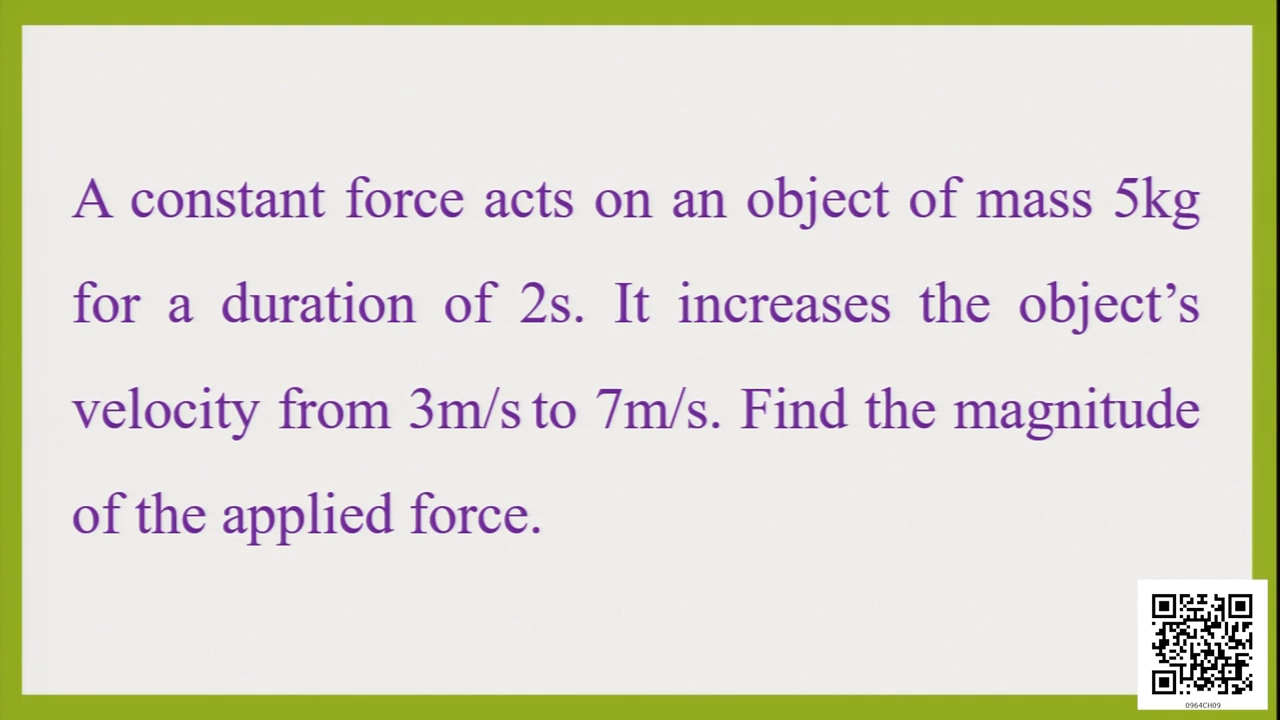 A constant force acts on an object of mass 5kg
for a duration of 2s. It increases the object’s
velocity from 3m/s to 7m/s. Find the magnitude
of the applied force.
0964CH09